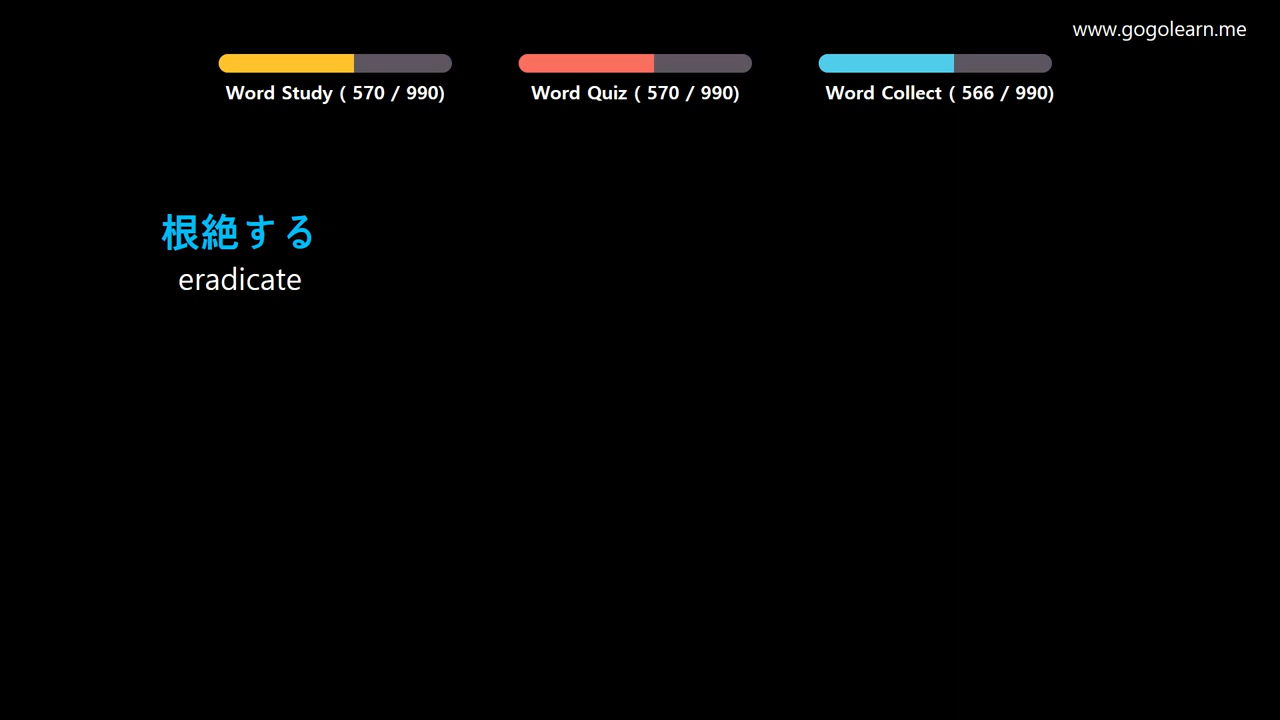 www.gogolearn.me
Word Study ( 570 / 990)
Word Quiz ( 570 / 990)
Word Collect ( 566 / 990)
根絶する
eradicate